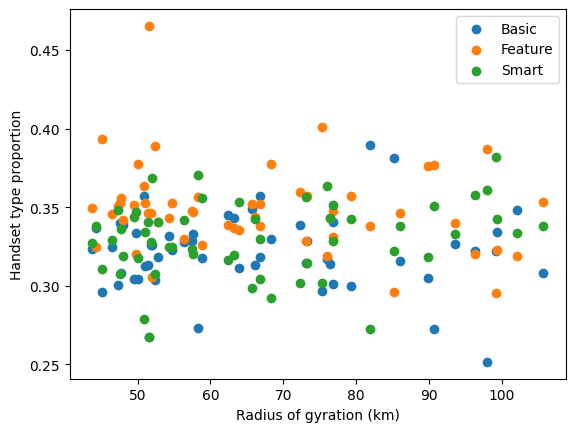 Basic
Feature
Smart
0.45
0.40
0.35
0.30
0.25
Handset type proportion
50 60 70 80 90 100
Radius of gyration (km)